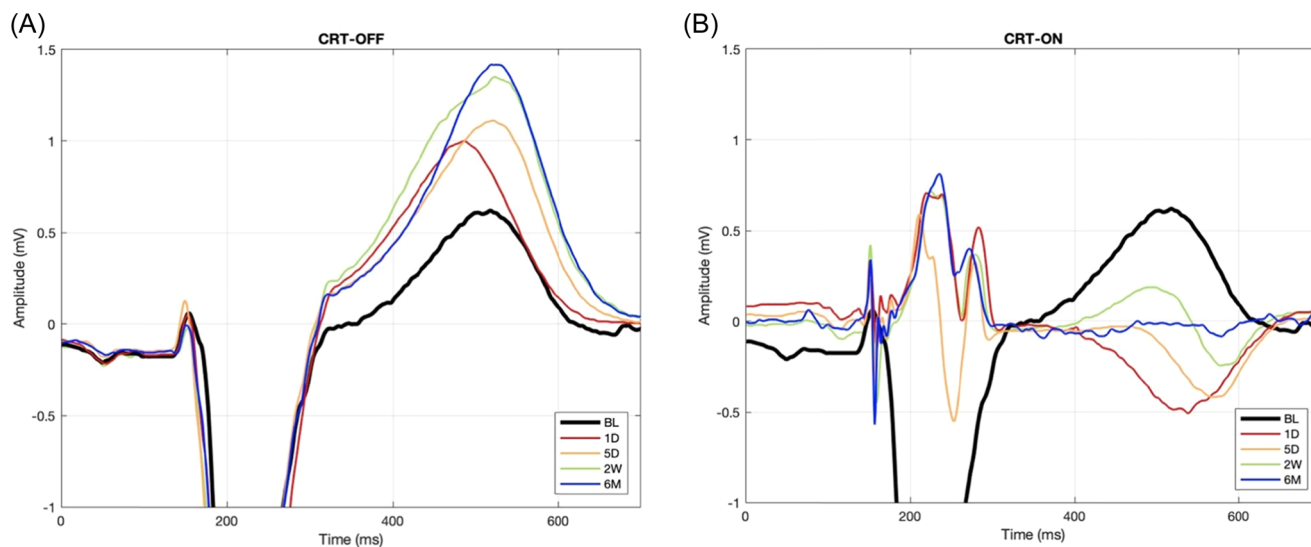 (A)
CRT-OFF
1.5
1
0.5
0
-0.5
-1
0
200
400
600
Amplitude (mV)
Time (ms)
BL
1D
5D
2W
6M
(B)
CRT-ON
1.5
1
0.5
0
-0.5
-1
0
200
400
600
Amplitude (mV)
Time (ms)
BL
1D
5D
2W
6M